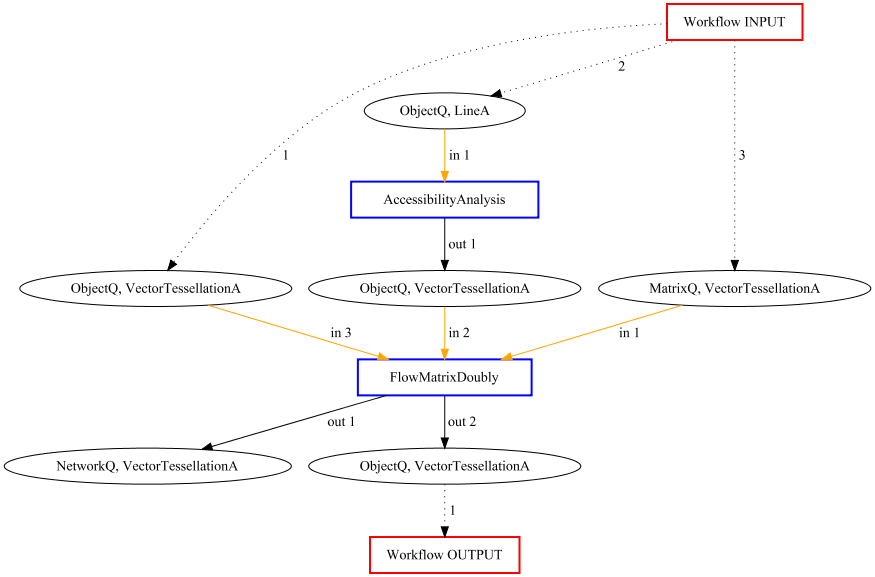 Workflow INPUT
2
ObjectQ, LineA
1
in 1
3
AccessibilityAnalysis
out 1
ObjectQ, VectorTessellationA
ObjectQ, VectorTessellationA
MatrixQ, VectorTessellationA
in 3
in 2
in 1
FlowMatrixDoubly
out 1
out 2
NetworkQ, VectorTessellationA
ObjectQ, VectorTessellationA
1
Workflow OUTPUT